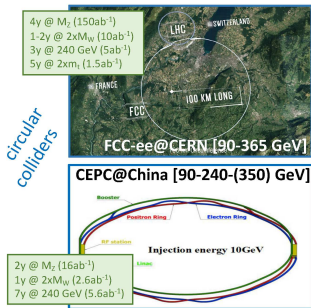 4y @ MZ (150ab-1)
1-2y @ 2xMW (10ab-1)
3y @ 240 GeV (5ab-1)
5y @ 2xmt (1.5ab-1)
LHC
SWITZERLAND
FRANCE
100 KM LONG
FCC
FCC-ee@CERN [90-365 GeV]
circular
colliders
CEPC@China [90-240-(350) GeV]
Booster
Positron Ring
Electron Ring
RF station
Injection energy 10GeV
Linac
2y @ MZ (16ab-1)
1y @ 2xMW (2.6ab-1)
7y @ 240 GeV (5.6ab-1)